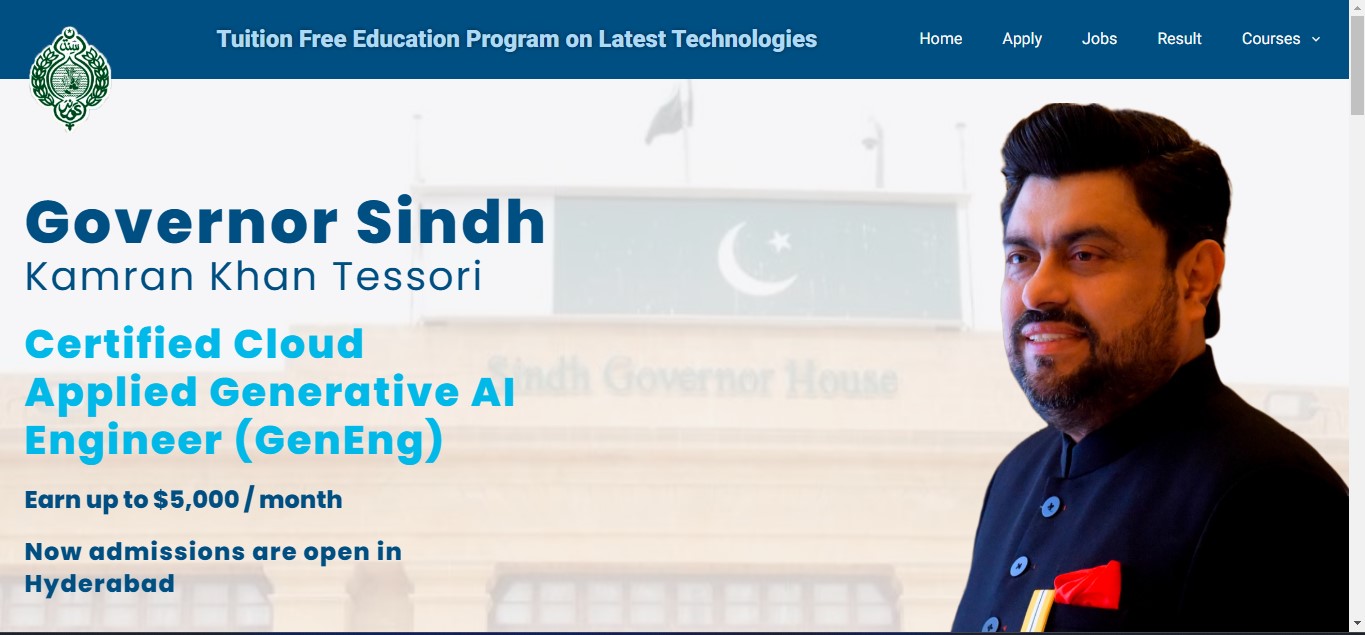 Tuition Free Education Program on Latest Technologies
Home Apply Jobs Result Courses
Governor Sindh
Kamran Khan Tessori
Certified Cloud
Applied Generative AI
Engineer (GenEng)
Earn up to $5,000 / month
Now admissions are open in
Hyderabad
Sindh Governor House